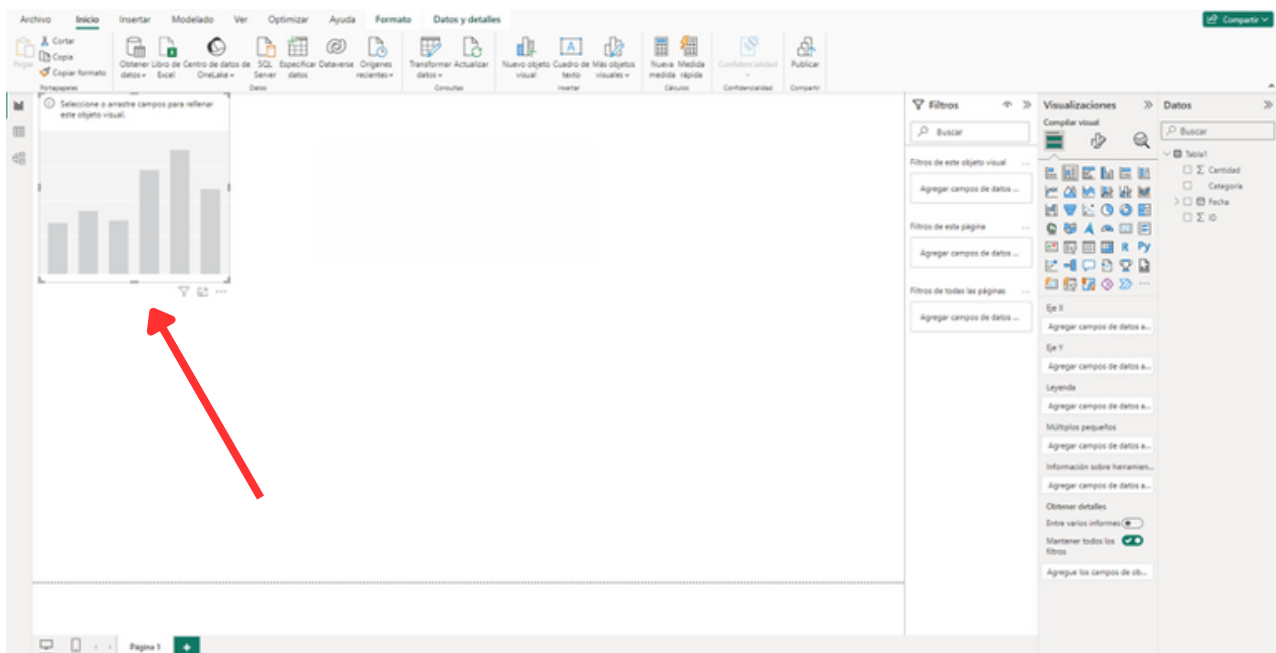 Archivo Inicio Insertar Modelado Ver Optimizar Ayuda Formato Datos y detalles Compartir
Pegar
Cortar
Copia
Copiar formato
Portapapeles
Obtener datos
Libro de Excel
Centro de datos de OneLake
SQL Server
Especificar datos
Dataverse
Orígenes recientes
Datos
Transformar datos
Actualizar
Consultas
Nuevo objeto visual
Cuadro de texto
Más objetos visuales
Insertar
Nueva medida
Medida rápida
Cálculos
Confidencialidad
Confidencialidad
Publicar
Compartir
Seleccione o arrastre campos para rellenar
este objeto visual.
Filtros
Buscar
Filtros de este objeto visual ...
Agregar campos de datos ...
Filtros de esta página ...
Agregar campos de datos ...
Filtros de todas las páginas ...
Agregar campos de datos ...
Visualizaciones
Compilar visual
R Py
Eje X
Agregar campos de datos a...
Eje Y
Agregar campos de datos a...
Leyenda
Agregar campos de datos a...
Múltiplos pequeños
Agregar campos de datos a...
Información sobre herramien...
Agregar campos de datos a...
Obtener detalles
Entre varios informes
Mantener todos los
filtros
Agregue los campos de ob...
Datos
Buscar
Tabla1
Σ Cantidad
Categoría
Fecha
Σ ID
Página 1 +